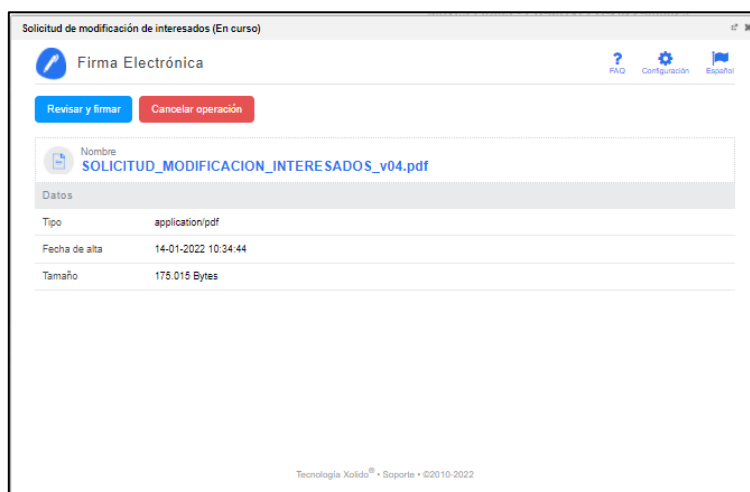 Solicitud de modificación de interesados (En curso)
Firma Electrónica
FAQ
Configuración
Español
Revisar y firmar
Cancelar operación
Nombre
SOLICITUD_MODIFICACION_INTERESADOS_v04.pdf
Datos
Tipo application/pdf
Fecha de alta 14-01-2022 10:34:44
Tamaño 175.015 Bytes
Tecnología Xolido® • Soporte • ©2010-2022